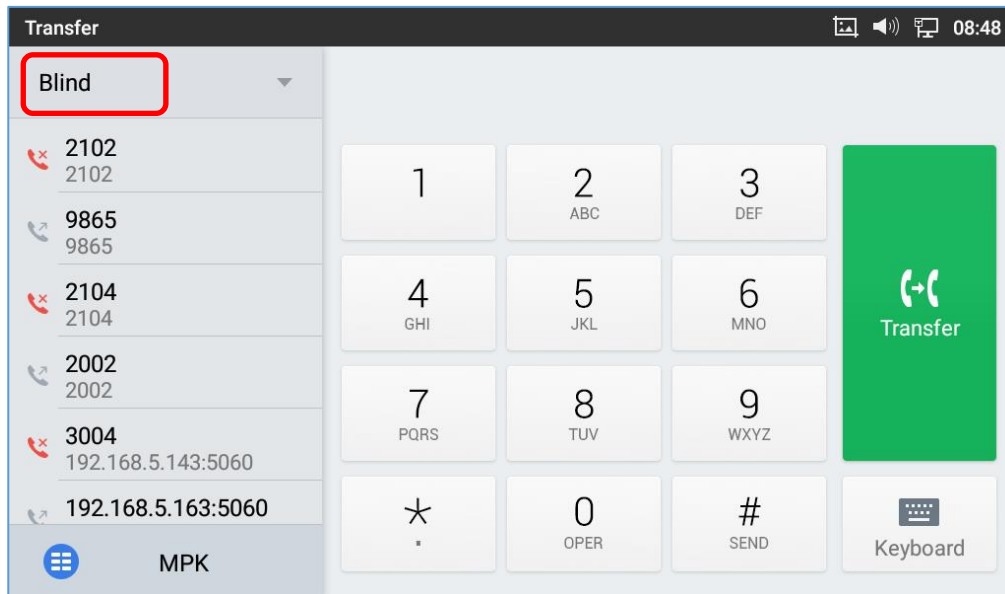 Transfer 08:48
Blind
2102
2102
9865
9865
2104
2104
2002
2002
3004
192.168.5.143:5060
192.168.5.163:5060
MPK
1 2 3
ABC DEF
4 5 6
GHI JKL MNO
Transfer
7 8 9
PQRS TUV WXYZ
* 0 #
. OPER SEND
Keyboard